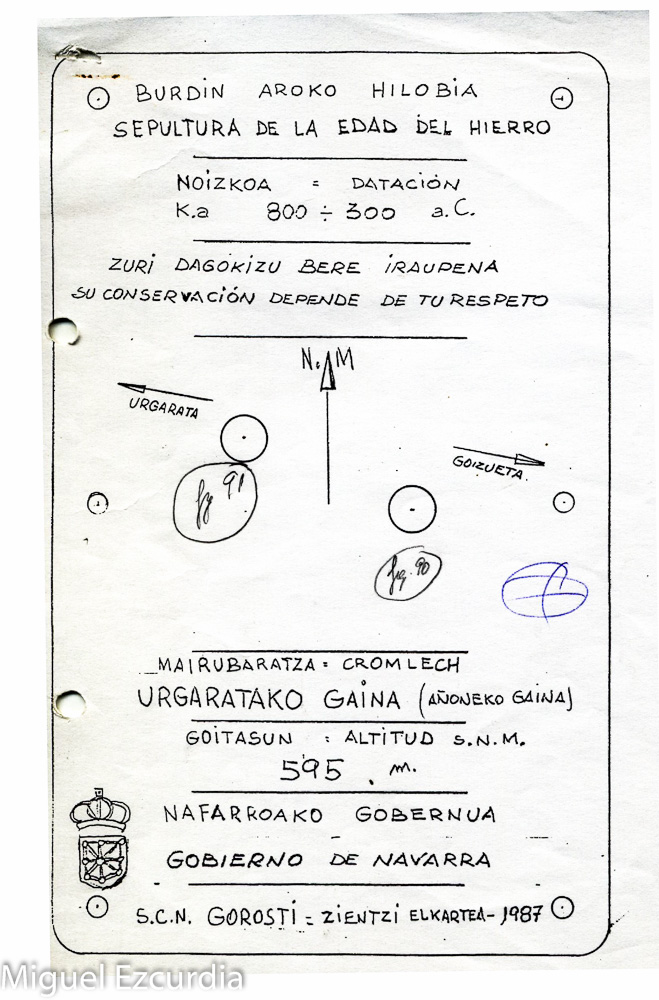 BURDIN AROKO HILOBIA
SEPULTURA DE LA EDAD DEL HIERRO
NOIZKOA = DATACIÓN
K.a 800 ÷ 300 a.C.
ZURI DAGOKIZU BERE IRAUPENA
SU CONSERVACIÓN DEPENDE DE TU RESPETO
N.M
URGARATA
GOIZUETA
fig 91
fig. 90
MAIRUBARATZA = CROMLECH
URGARATAKO GAINA (AÑONEKO GAINA)
GOITASUN : ALTITUD S.N.M.
595 . m.
NAFARROAKO GOBERNUA
GOBIERNO DE NAVARRA
S.C.N. GOROSTI = ZIENTZI ELKARTEA - 1987
Miguel Ezcurdia